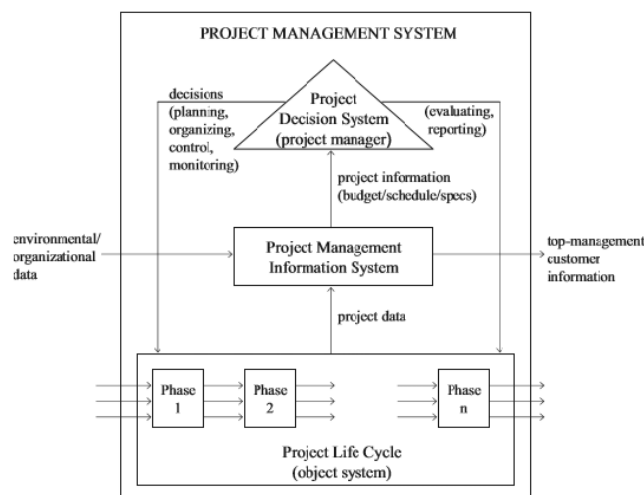 PROJECT MANAGEMENT SYSTEM
decisions
(planning,
organizing,
control,
monitoring)
Project
Decision System
(project manager)
(evaluating,
reporting)
project information
(budget/schedule/specs)
environmental/
organizational
data
Project Management
Information System
top-management
customer
information
project data
Phase
1
Phase
2
Phase
n
Project Life Cycle
(object system)